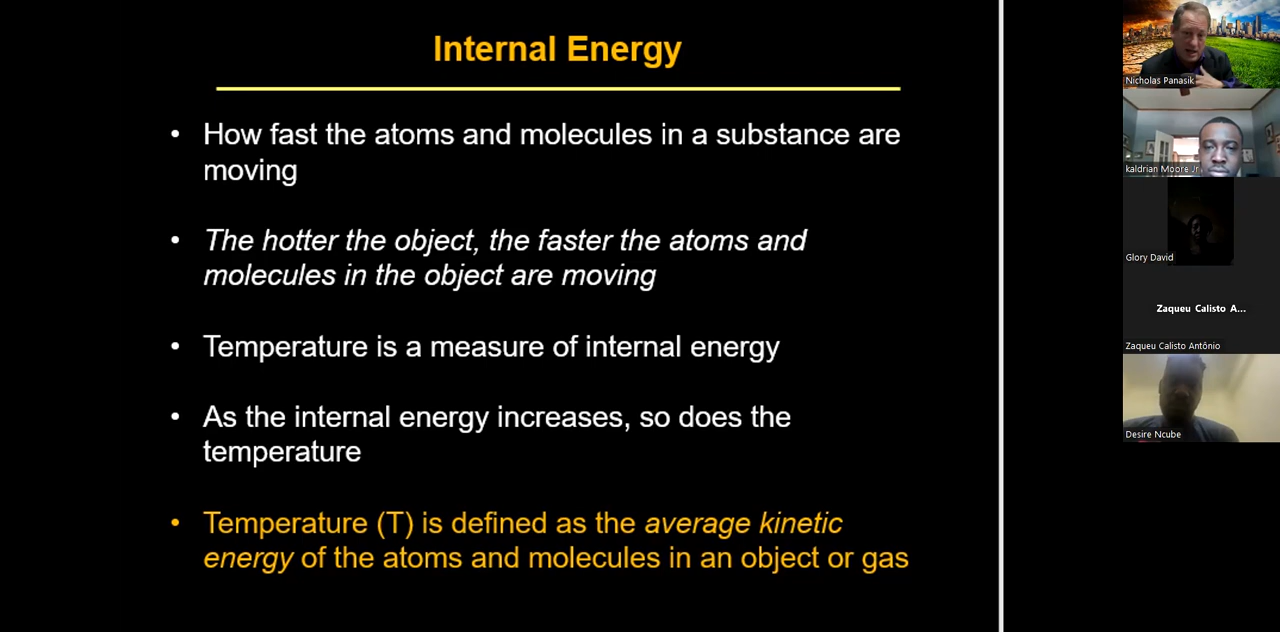 Internal Energy
• How fast the atoms and molecules in a substance are
moving
• The hotter the object, the faster the atoms and
molecules in the object are moving
• Temperature is a measure of internal energy
• As the internal energy increases, so does the
temperature
• Temperature (T) is defined as the average kinetic
energy of the atoms and molecules in an object or gas
Nicholas Panasik
kaldrian Moore Jr
Glory David
Zaqueu Calisto A...
Zaqueu Calisto Antônio
Desire Ncube